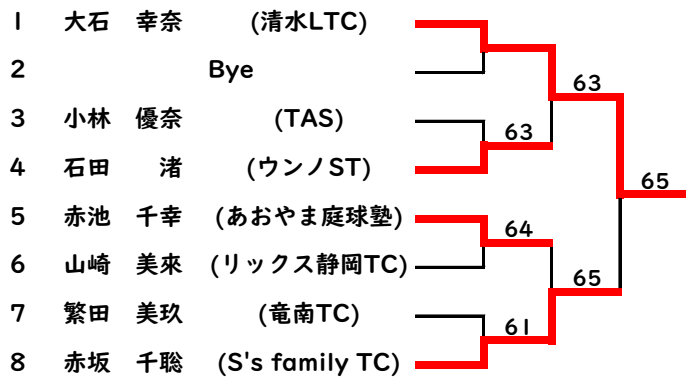 1 大石 幸奈 (清水LTC)
2 Bye
63
3 小林 優奈 (TAS)
63
4 石田 渚 (ウンノST)
65
5 赤池 千幸 (あおやま庭球塾)
64
6 山崎 美來 (リックス静岡TC)
65
7 繁田 美玖 (竜南TC)
61
8 赤坂 千聡 (S's family TC)